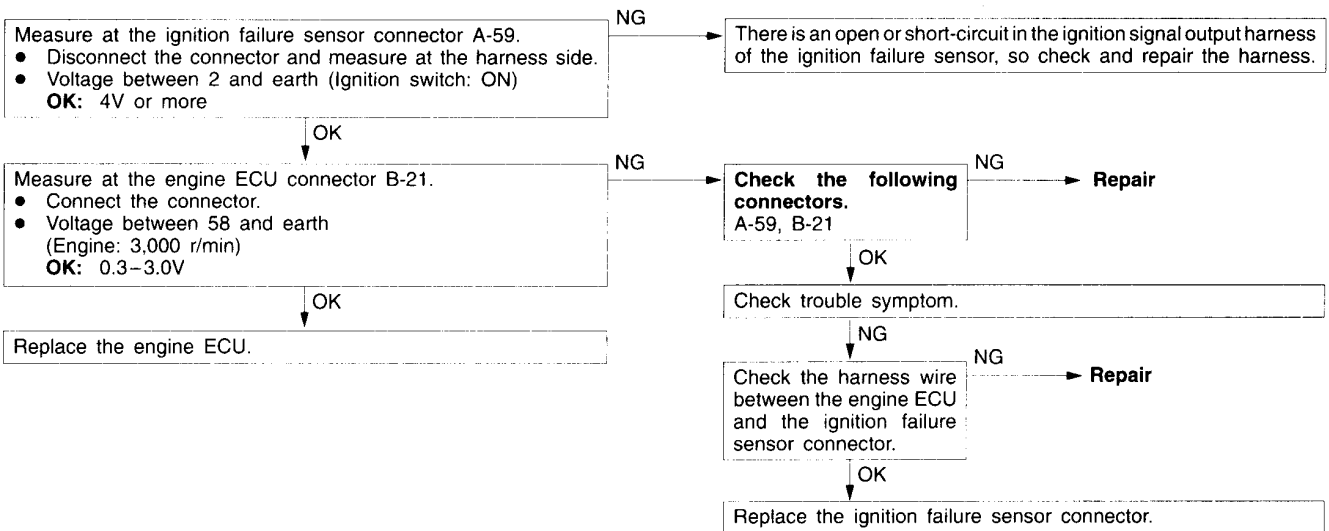 Measure at the ignition failure sensor connector A-59.
● Disconnect the connector and measure at the harness side.
● Voltage between 2 and earth (Ignition switch: ON)
OK: 4V or more
NG
There is an open or short-circuit in the ignition signal output harness
of the ignition failure sensor, so check and repair the harness.
OK
Measure at the engine ECU connector B-21.
● Connect the connector.
● Voltage between 58 and earth
(Engine: 3,000 r/min)
OK: 0.3–3.0V
NG
Check the following
connectors.
A-59, B-21
NG
Repair
OK
Replace the engine ECU.
OK
Check trouble symptom.
NG
Check the harness wire
between the engine ECU
and the ignition failure
sensor connector.
NG
Repair
OK
Replace the ignition failure sensor connector.